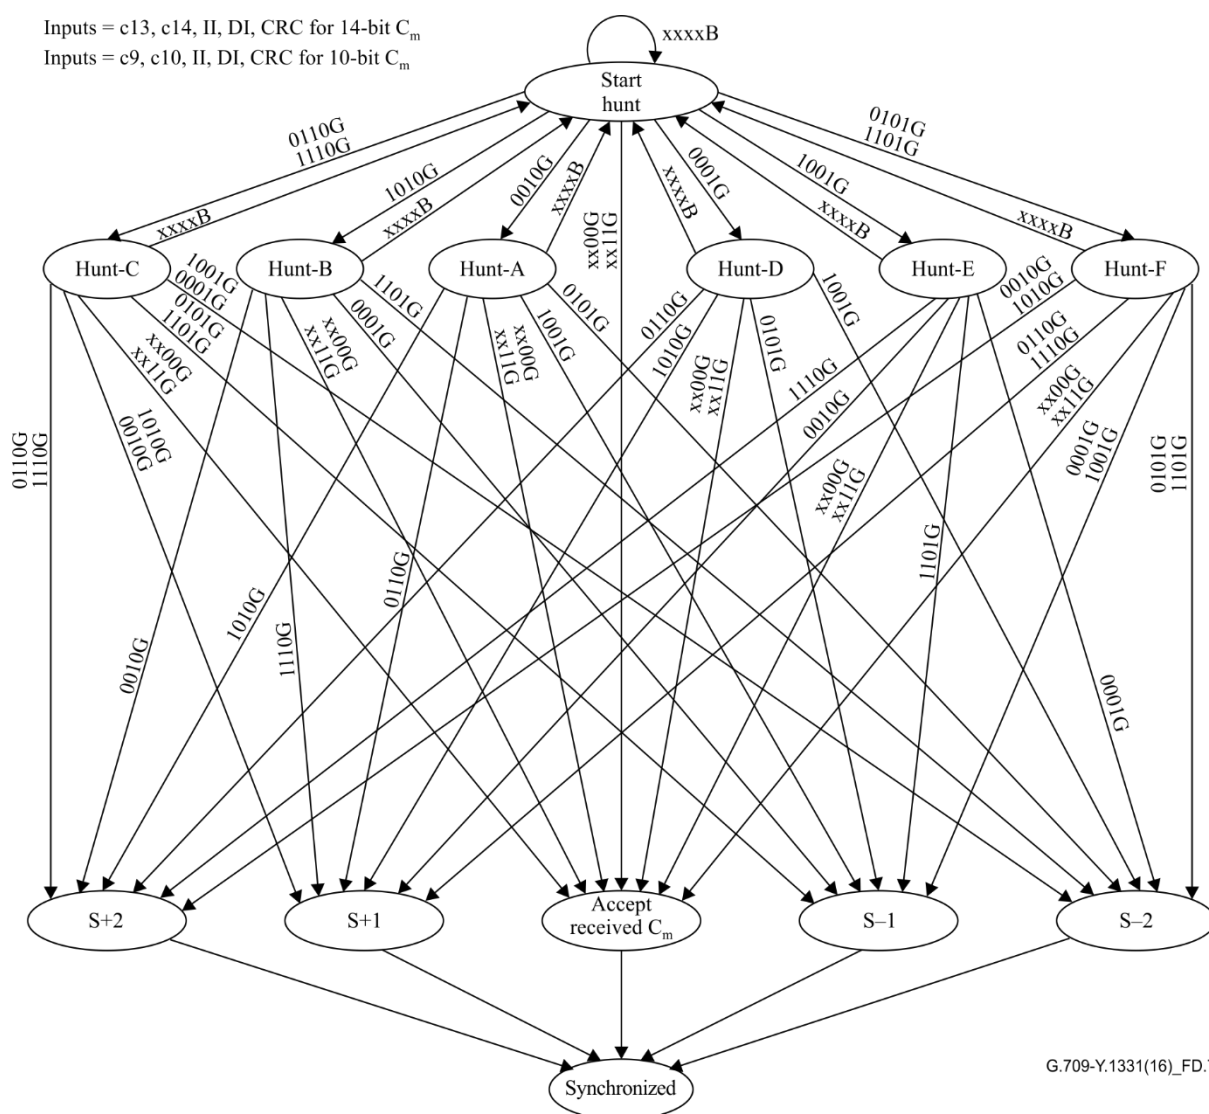 Inputs = c13, c14, II, DI, CRC for 14-bit Cm
Inputs = c9, c10, II, DI, CRC for 10-bit Cm
xxxxB
Start
hunt
0110G
1110G
1010G
0010G
0001G
1001G
0101G
1101G
xxxxB
xxxxB
xxxxB
xx00G
xx11G
xxxxB
xxxxB
xxxxB
Hunt-C
Hunt-B
Hunt-A
Hunt-D
Hunt-E
Hunt-F
1001G
0001G
0101G
1101G
xx00G
xx11G
xx00G
xx11G
0001G
1101G
xx00G
xx11G
1001G
0101G
0110G
1010G
xx00G
xx11G
0101G
1001G
1110G
0010G
0010G
1010G
0110G
1110G
xx00G
xx11G
0110G
1110G
1010G
0010G
xx00G
xx11G
0001G
1001G
0101G
1101G
0010G
1010G
1110G
0110G
1101G
0001G
S+2
S+1
Accept
received Cm
S–1
S–2
Synchronized
G.709-Y.1331(16)_FD.